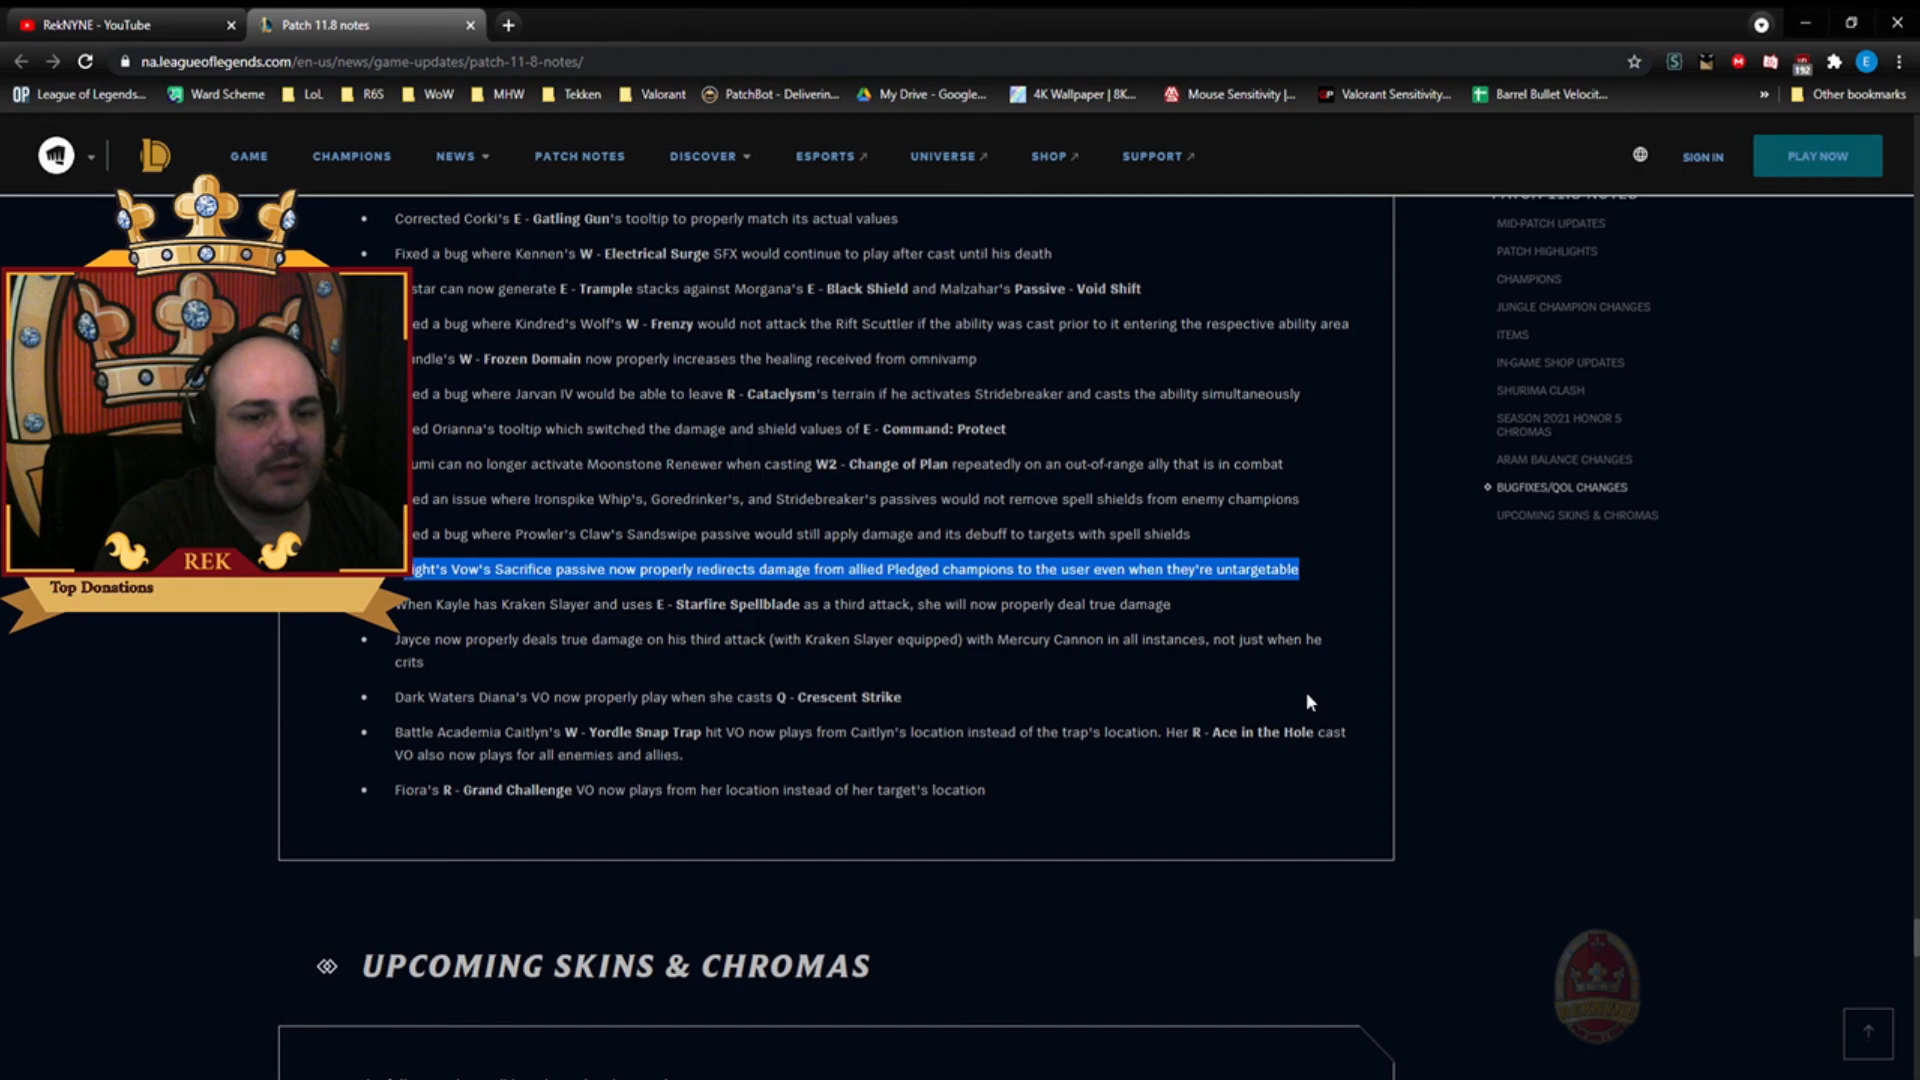 RekNYNE - YouTube
Patch 11.8 notes
na.leagueoflegends.com/en-us/news/game-updates/patch-11-8-notes/
192
E
OP League of Legends...
Ward Scheme
LoL
R6S
WoW
MHW
Tekken
Valorant
PatchBot - Deliverin...
My Drive - Google...
4K Wallpaper | 8K...
Mouse Sensitivity |...
Valorant Sensitivity...
Barrel Bullet Velocit...
Other bookmarks
GAME
CHAMPIONS
NEWS
PATCH NOTES
DISCOVER
ESPORTS
UNIVERSE
SHOP
SUPPORT
SIGN IN
PLAY NOW
Corrected Corki's E - Gatling Gun's tooltip to properly match its actual values
Fixed a bug where Kennen's W - Electrical Surge SFX would continue to play after cast until his death
star can now generate E - Trample stacks against Morgana's E - Black Shield and Malzahar's Passive - Void Shift
ed a bug where Kindred's Wolf's W - Frenzy would not attack the Rift Scuttler if the ability was cast prior to it entering the respective ability area
ndle's W - Frozen Domain now properly increases the healing received from omnivamp
ed a bug where Jarvan IV would be able to leave R - Cataclysm's terrain if he activates Stridebreaker and casts the ability simultaneously
ed Orianna's tooltip which switched the damage and shield values of E - Command: Protect
umi can no longer activate Moonstone Renewer when casting W2 - Change of Plan repeatedly on an out-of-range ally that is in combat
ed an issue where Ironspike Whip's, Goredrinker's, and Stridebreaker's passives would not remove spell shields from enemy champions
ed a bug where Prowler's Claw's Sandswipe passive would still apply damage and its debuff to targets with spell shields
ight's Vow's Sacrifice passive now properly redirects damage from allied Pledged champions to the user even when they're untargetable
When Kayle has Kraken Slayer and uses E - Starfire Spellblade as a third attack, she will now properly deal true damage
Jayce now properly deals true damage on his third attack (with Kraken Slayer equipped) with Mercury Cannon in all instances, not just when he
crits
Dark Waters Diana's VO now properly play when she casts Q - Crescent Strike
Battle Academia Caitlyn's W - Yordle Snap Trap hit VO now plays from Caitlyn's location instead of the trap's location. Her R - Ace in the Hole cast
VO also now plays for all enemies and allies.
Fiora's R - Grand Challenge VO now plays from her location instead of her target's location
UPCOMING SKINS & CHROMAS
MID-PATCH UPDATES
PATCH HIGHLIGHTS
CHAMPIONS
JUNGLE CHAMPION CHANGES
ITEMS
IN-GAME SHOP UPDATES
SHURIMA CLASH
SEASON 2021 HONOR 5
CHROMAS
ARAM BALANCE CHANGES
BUGFIXES/QOL CHANGES
UPCOMING SKINS & CHROMAS
REK
Top Donations